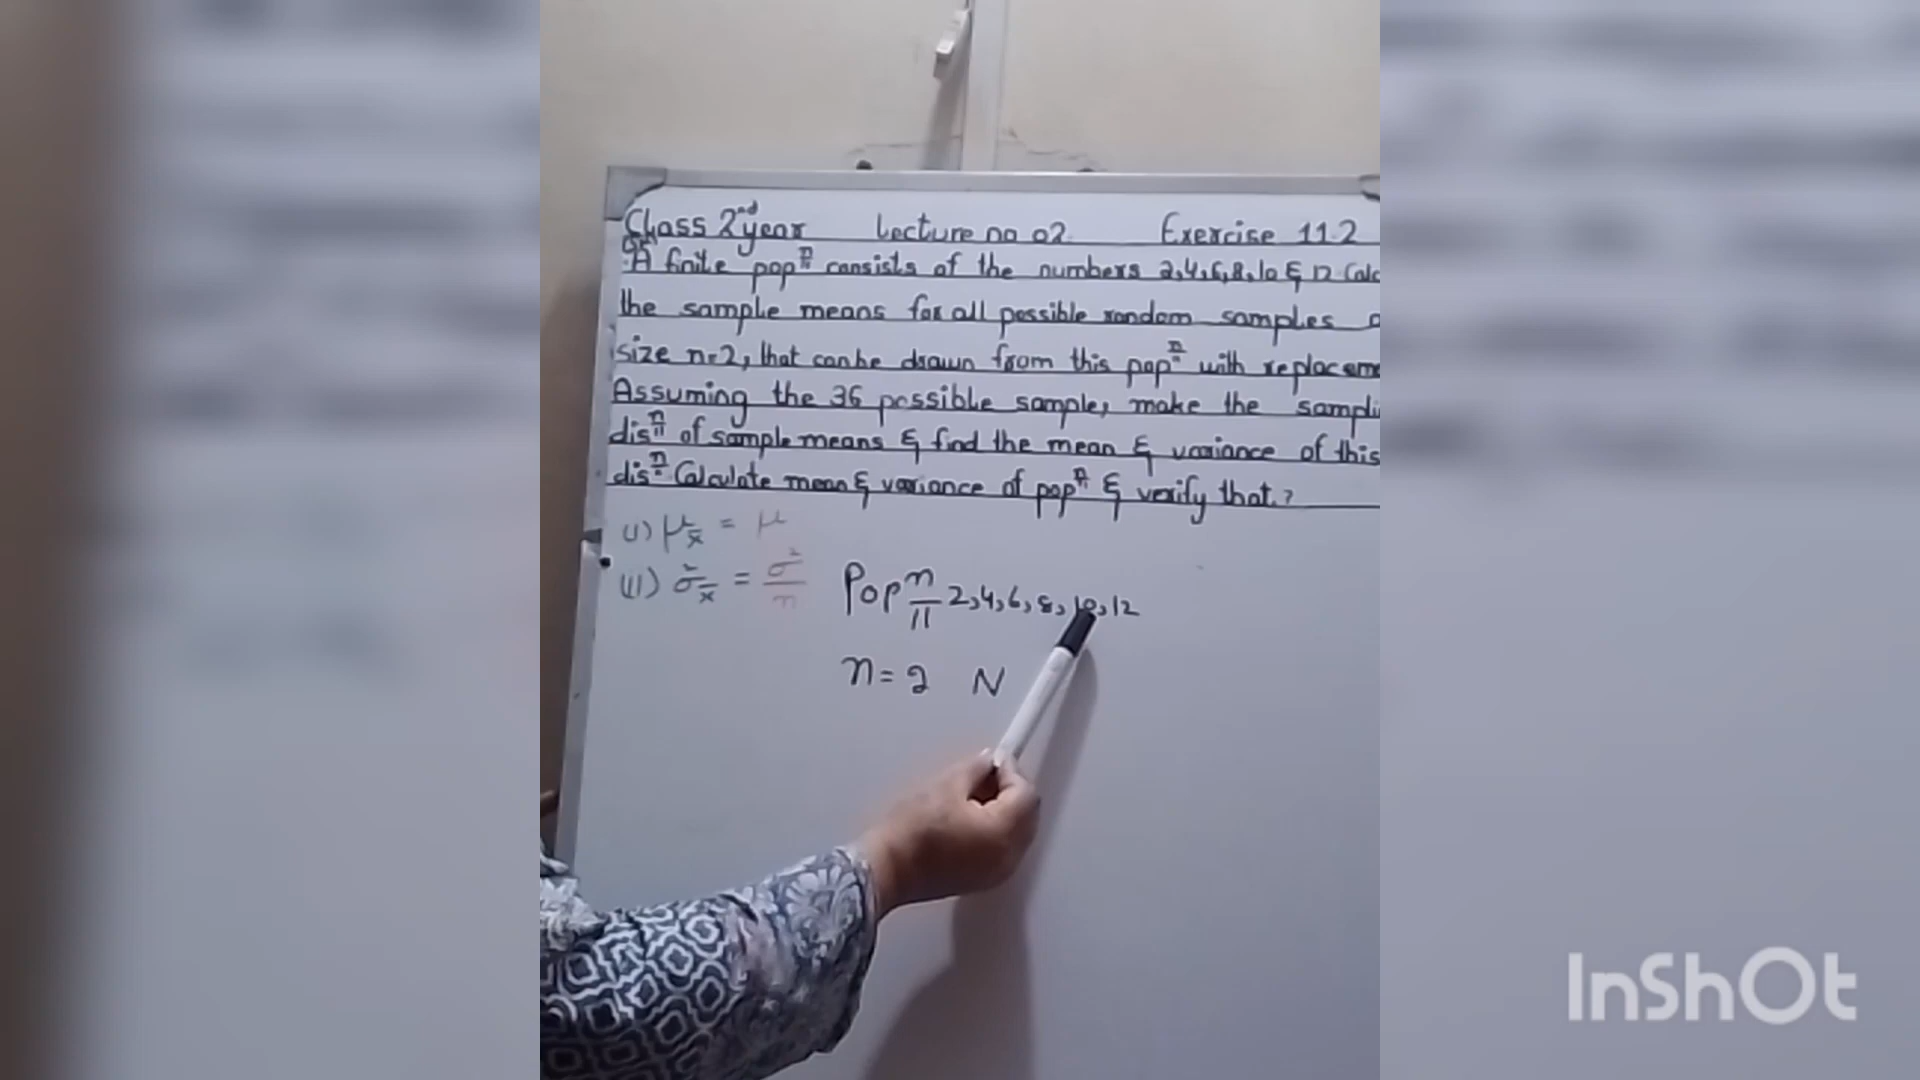 Class 2nd year Lecture no 02. Exercise 11.2
A finite popⁿ consists of the numbers 2,4,6,8,10 & 12 Calc
the sample means for all possible random samples o
size n=2, that can be drawn from this popⁿ with replaceme
Assuming the 36 possible sample, make the sampli
disⁿ of sample means & find the mean & variance of this
disⁿ Calculate mean & variance of popⁿ & verify that?
(I) μx̄ = μ
(II) σ²x̄ = σ²/n
Popⁿ 2,4,6,8,10,12
n=2 N
InShOt